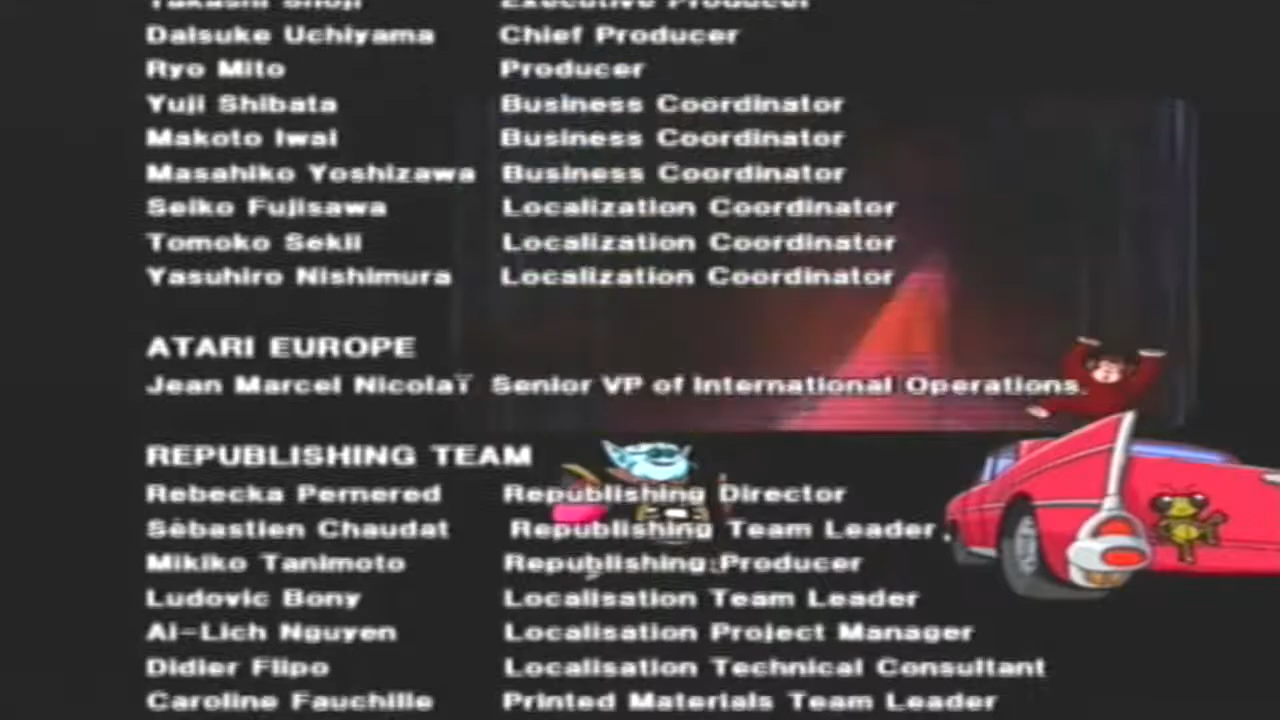 Takashi Shoji Executive Producer
Daisuke Uchiyama Chief Producer
Ryo Mito Producer
Yuji Shibata Business Coordinator
Makoto Iwai Business Coordinator
Masahiko Yoshizawa Business Coordinator
Seiko Fujisawa Localization Coordinator
Tomoko Sekii Localization Coordinator
Yasuhiro Nishimura Localization Coordinator
ATARI EUROPE
Jean Marcel Nicolaï Senior VP of International Operations.
REPUBLISHING TEAM
Rebecka Pernered Republishing Director
Sébastien Chaudat Republishing Team Leader.
Mikiko Tanimoto Republishing Producer
Ludovic Bony Localisation Team Leader
Ai-Lich Nguyen Localisation Project Manager
Didier Flipo Localisation Technical Consultant
Caroline Fauchille Printed Materials Team Leader